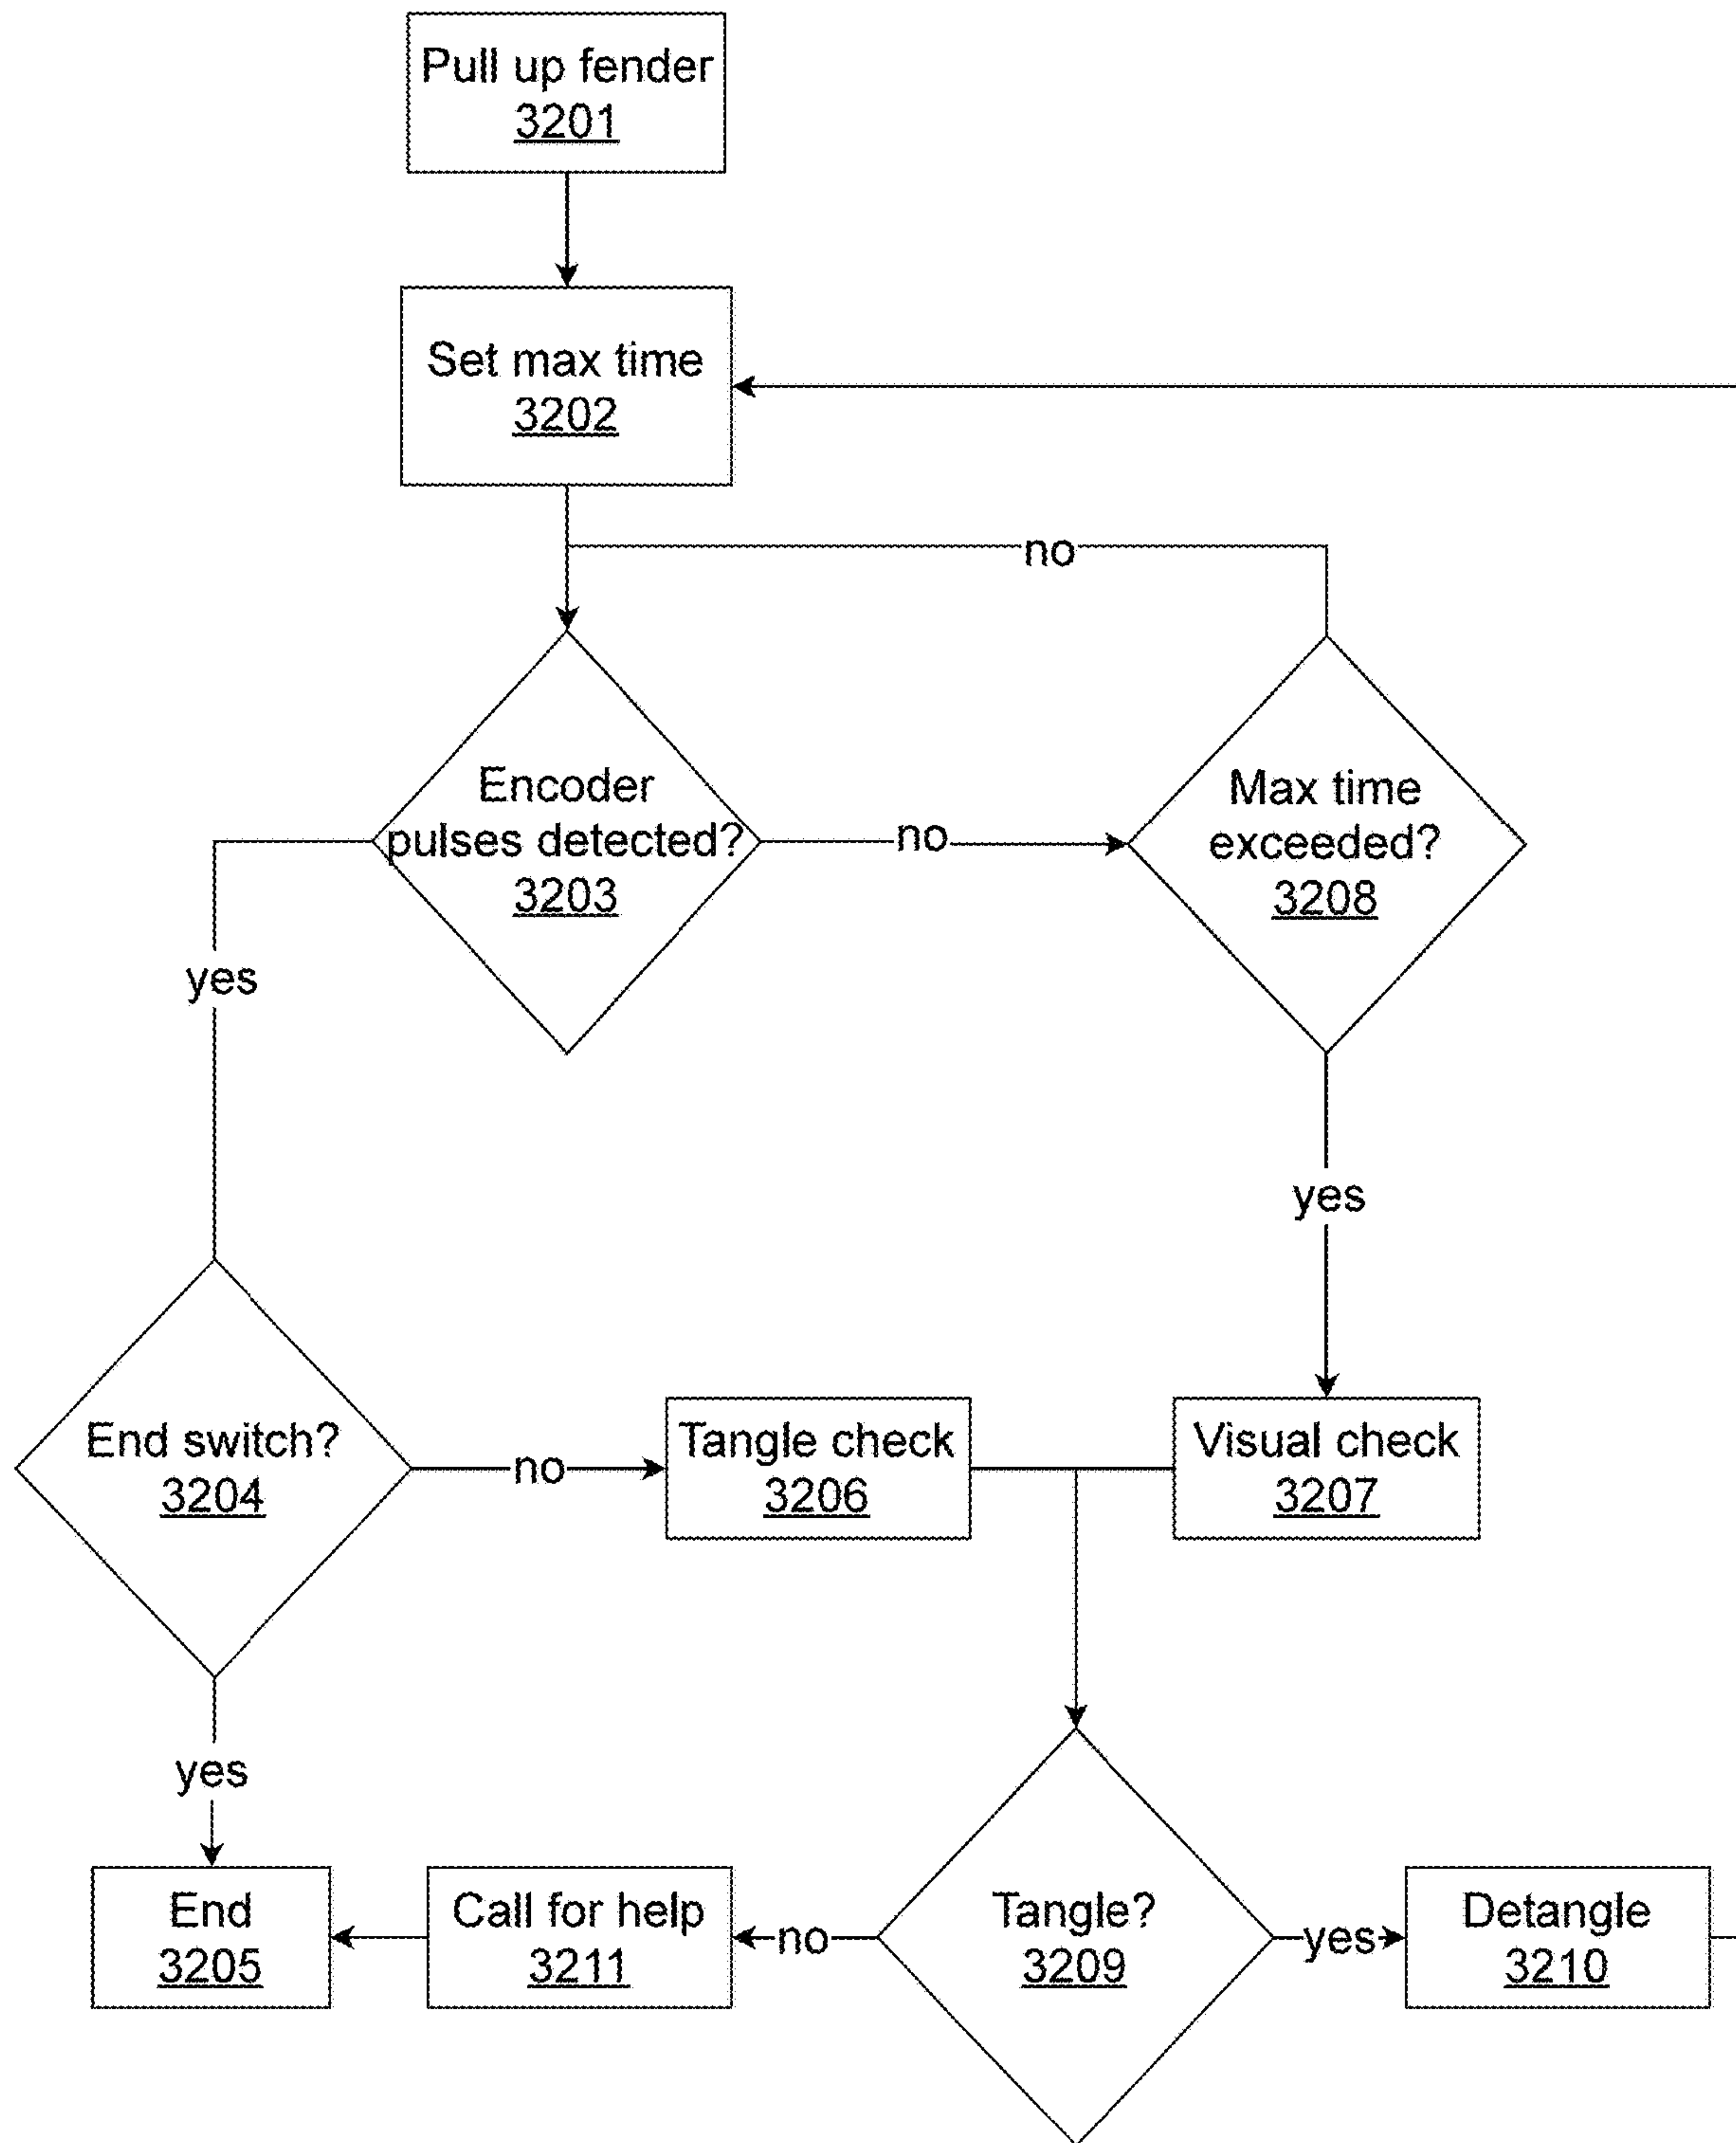 Pull up fender
3201
Set max time
3202
no
Encoder
pulses detected?
3203
no
Max time
exceeded?
3208
yes
yes
End switch?
3204
no
Tangle check
3206
Visual check
3207
yes
End
3205
Call for help
3211
no
Tangle?
3209
yes
Detangle
3210